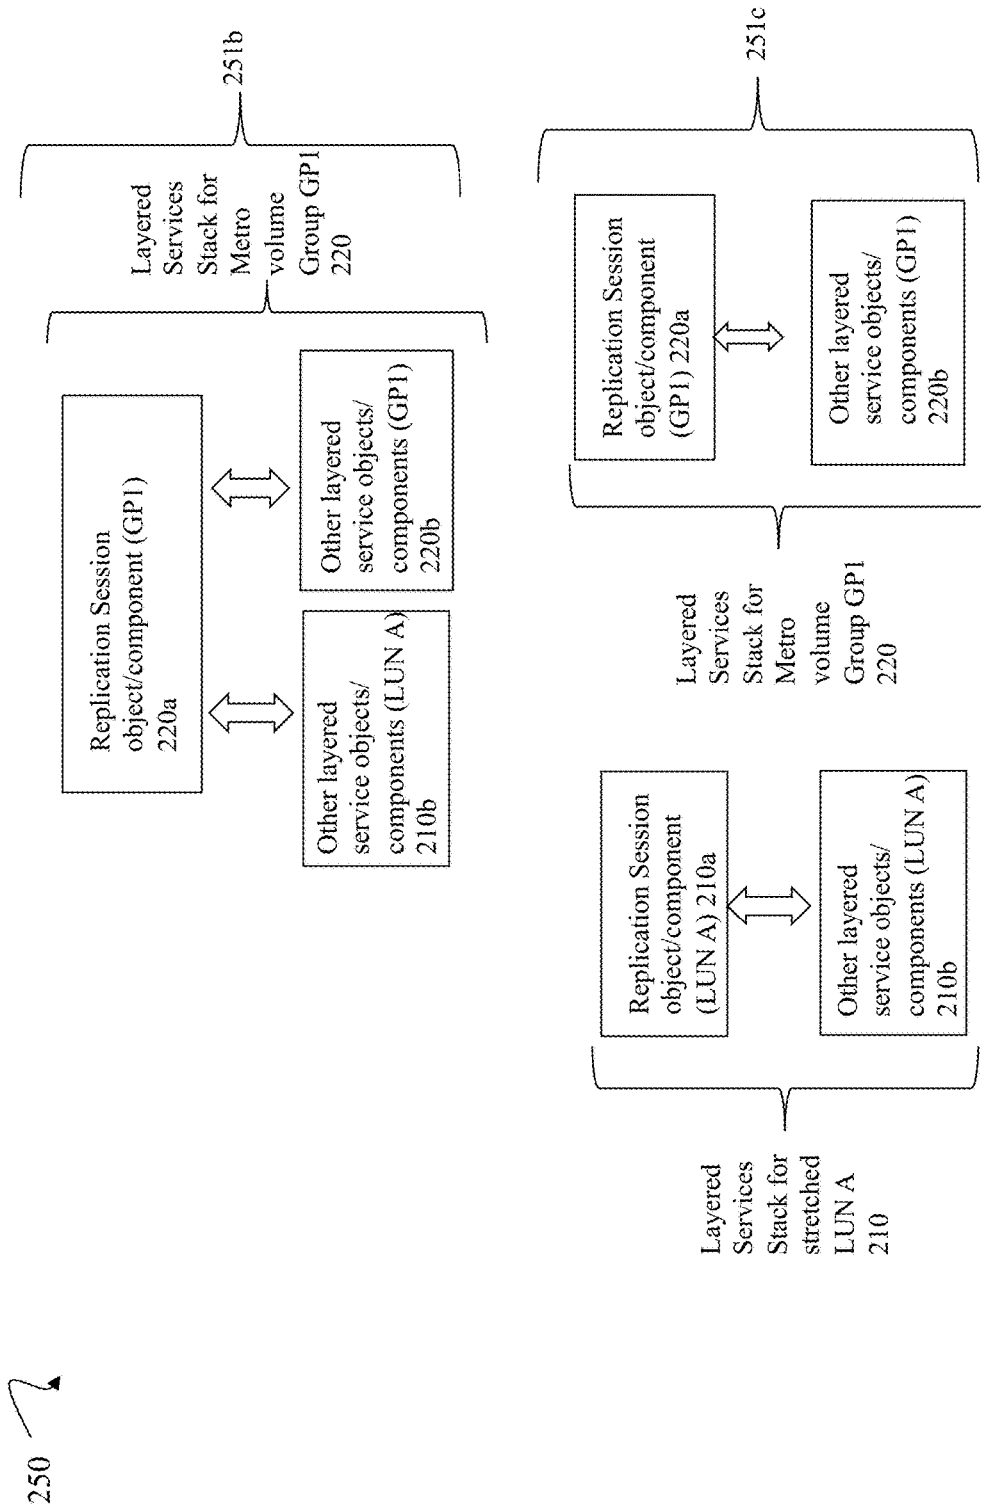 250
Replication Session
object/component (GP1)
220a
Other layered
service objects/
components (LUN A)
210b
Other layered
service objects/
components (GP1)
220b
Layered
Services
Stack for
Metro
volume
Group GP1
220
251b
Layered
Services
Stack for
stretched
LUN A
210
Replication Session
object/component
(LUN A) 210a
Other layered
service objects/
components (LUN A)
210b
Layered
Services
Stack for
Metro
volume
Group GP1
220
Replication Session
object/component
(GP1) 220a
Other layered
service objects/
components (GP1)
220b
251c